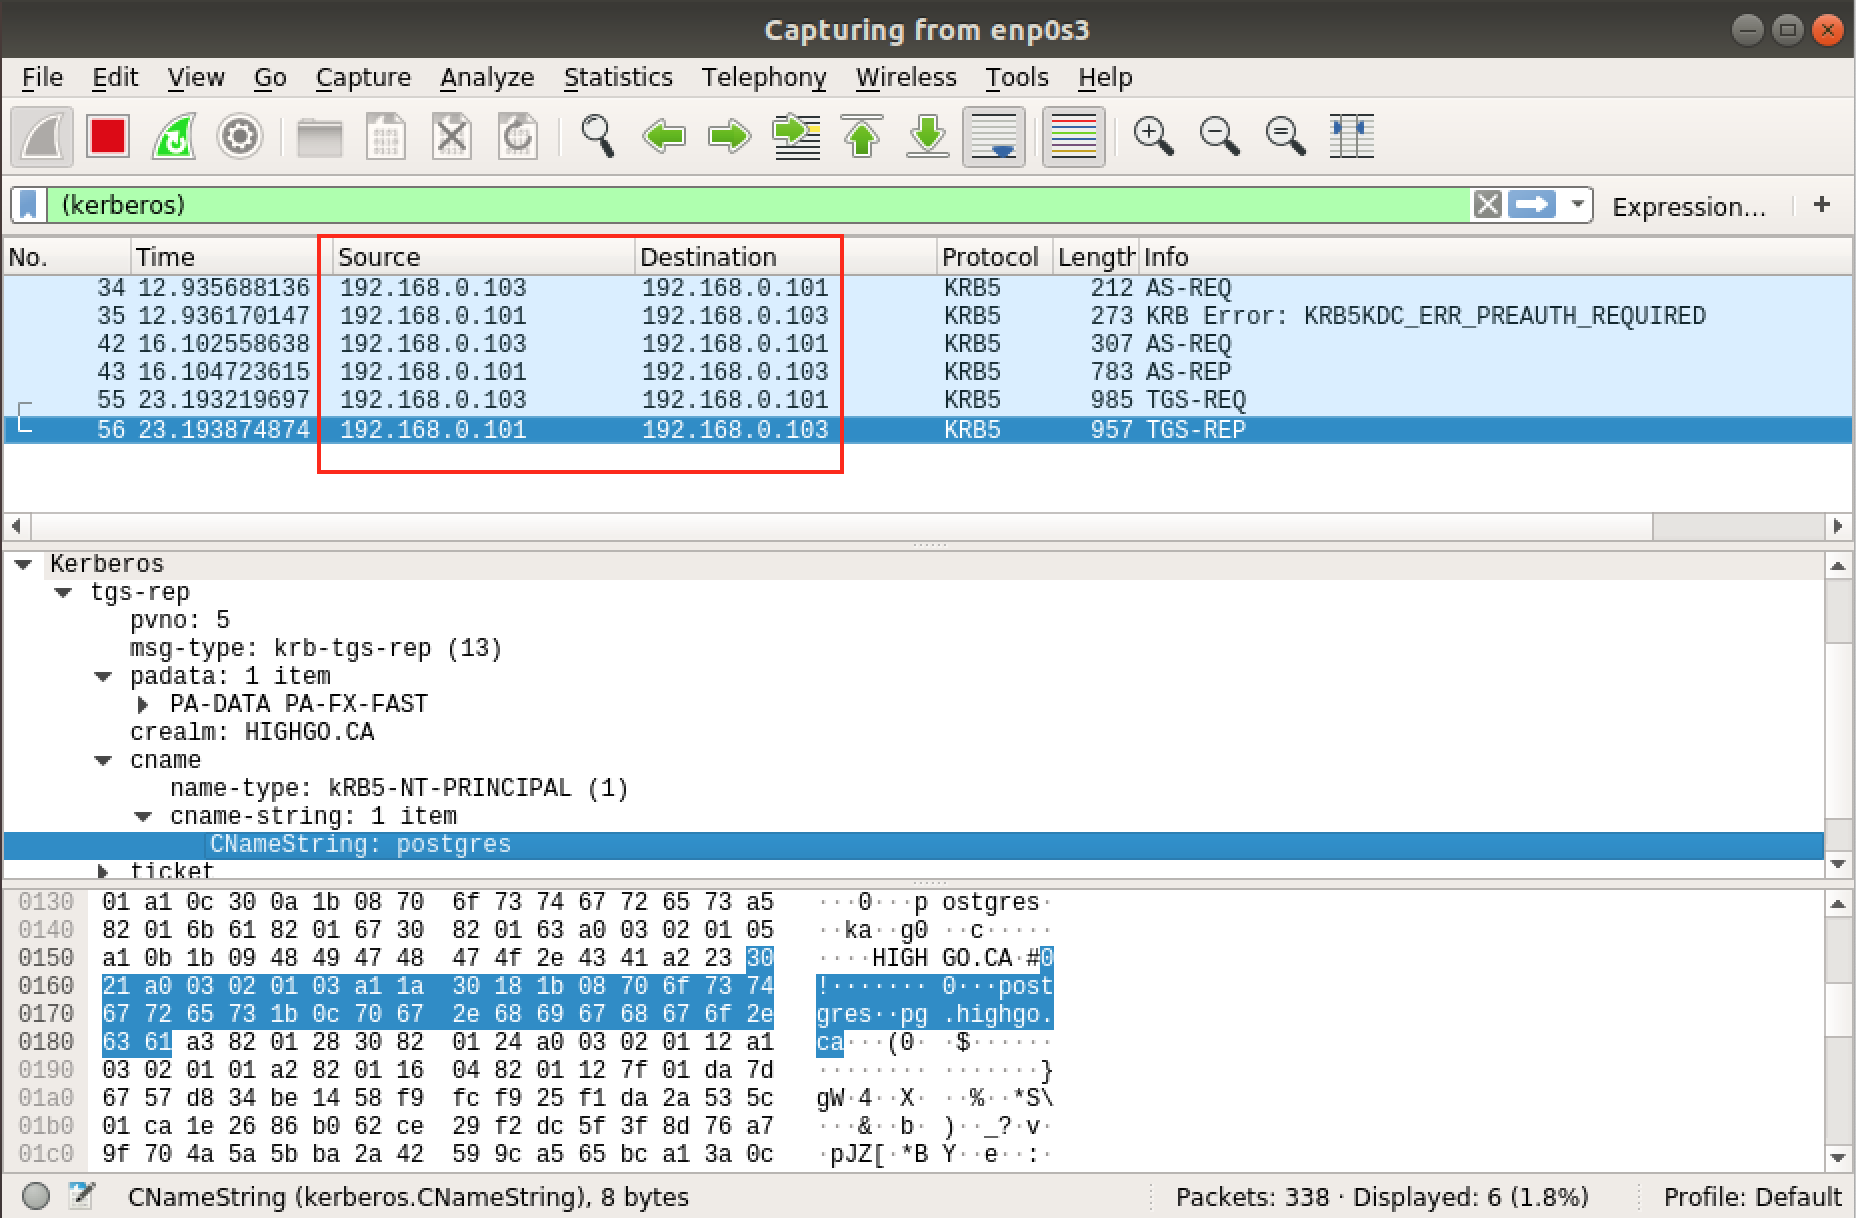 Capturing from enp0s3
File Edit View Go Capture Analyze Statistics Telephony Wireless Tools Help
(kerberos) Expression... +
No. Time Source Destination Protocol Length Info
34 12.935688136 192.168.0.103 192.168.0.101 KRB5 212 AS-REQ
35 12.936170147 192.168.0.101 192.168.0.103 KRB5 273 KRB Error: KRB5KDC_ERR_PREAUTH_REQUIRED
42 16.102558638 192.168.0.103 192.168.0.101 KRB5 307 AS-REQ
43 16.104723615 192.168.0.101 192.168.0.103 KRB5 783 AS-REP
55 23.193219697 192.168.0.103 192.168.0.101 KRB5 985 TGS-REQ
56 23.193874874 192.168.0.101 192.168.0.103 KRB5 957 TGS-REP
Kerberos
tgs-rep
pvno: 5
msg-type: krb-tgs-rep (13)
padata: 1 item
PA-DATA PA-FX-FAST
crealm: HIGHGO.CA
cname
name-type: kRB5-NT-PRINCIPAL (1)
cname-string: 1 item
CNameString: postgres
ticket
0130 01 a1 0c 30 0a 1b 08 70 6f 73 74 67 72 65 73 a5 ···0···p ostgres·
0140 82 01 6b 61 82 01 67 30 82 01 63 a0 03 02 01 05 ··ka··g0 ··c·····
0150 a1 0b 1b 09 48 49 47 48 47 4f 2e 43 41 a2 23 30 ····HIGH GO.CA·#0
0160 21 a0 03 02 01 03 a1 1a 30 18 1b 08 70 6f 73 74 !······· 0···post
0170 67 72 65 73 1b 0c 70 67 2e 68 69 67 68 67 6f 2e gres··pg .highgo.
0180 63 61 a3 82 01 28 30 82 01 24 a0 03 02 01 12 a1 ca···(0· ·$······
0190 03 02 01 01 a2 82 01 16 04 82 01 12 7f 01 da 7d ········ ·······}
01a0 67 57 d8 34 be 14 58 f9 fc f9 25 f1 da 2a 53 5c gW·4··X· ··%··*S\
01b0 01 ca 1e 26 86 b0 62 ce 29 f2 dc 5f 3f 8d 76 a7 ···&··b· )··_?·v·
01c0 9f 70 4a 5a 5b ba 2a 42 59 9c a5 65 bc a1 3a 0c ·pJZ[·*B Y··e··:·
CNameString (kerberos.CNameString), 8 bytes Packets: 338 · Displayed: 6 (1.8%) Profile: Default